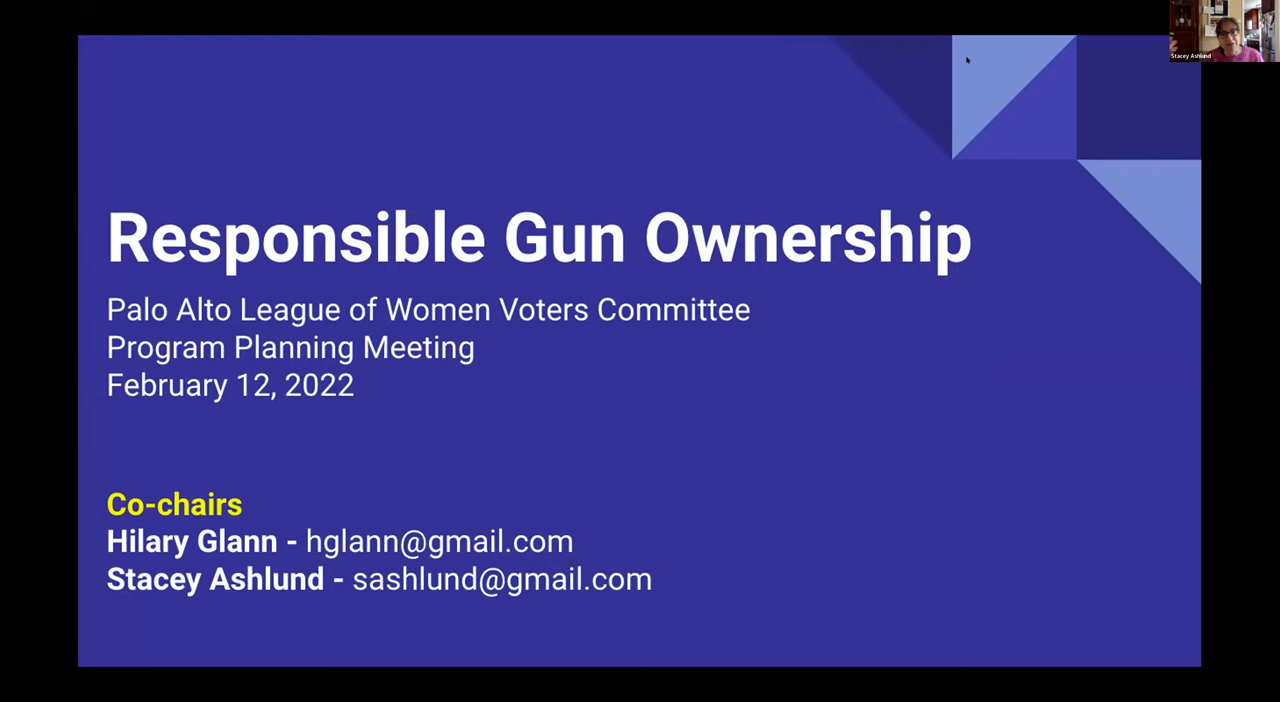 Stacey Ashlund
Responsible Gun Ownership
Palo Alto League of Women Voters Committee
Program Planning Meeting
February 12, 2022
Co-chairs
Hilary Glann - hglann@gmail.com
Stacey Ashlund - sashlund@gmail.com